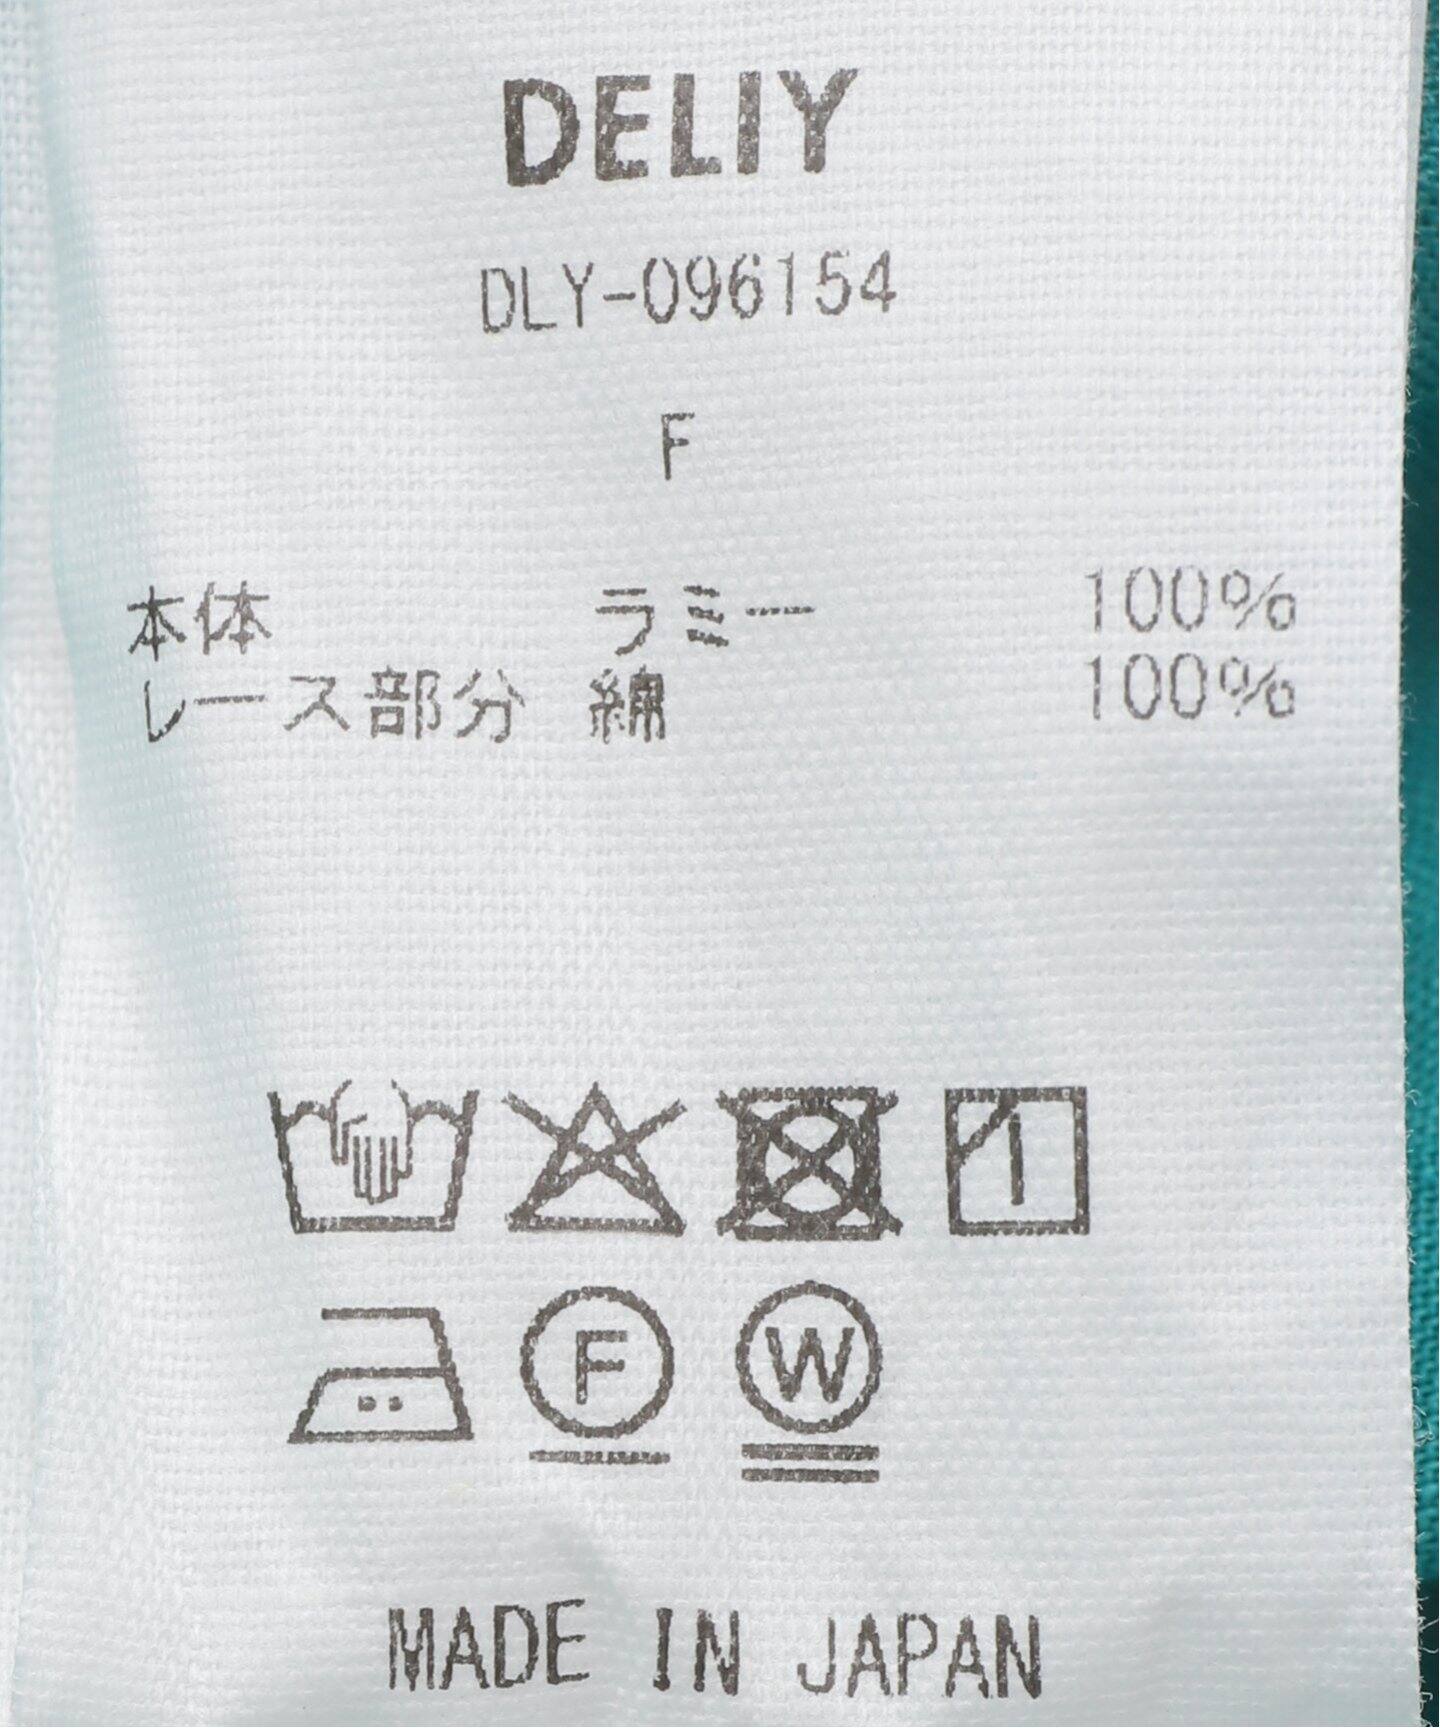 DELIY
DLY-096154
F
本体 ラミー 100%
レース部分 綿 100%
F W
MADE IN JAPAN